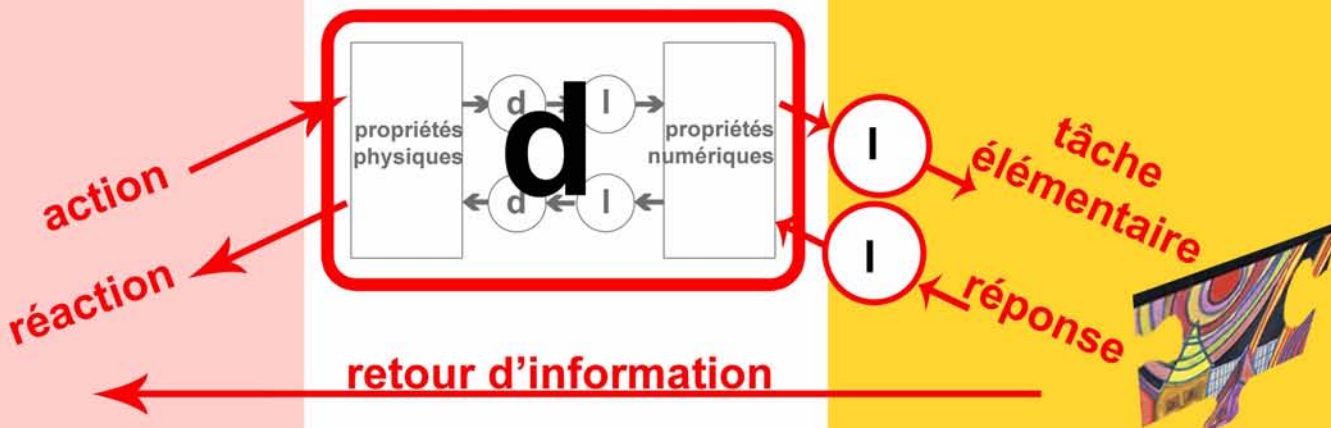 action
réaction
propriétés
physiques
d
l
d
l
d
propriétés
numériques
l
l
tâche
élémentaire
réponse
retour d’information